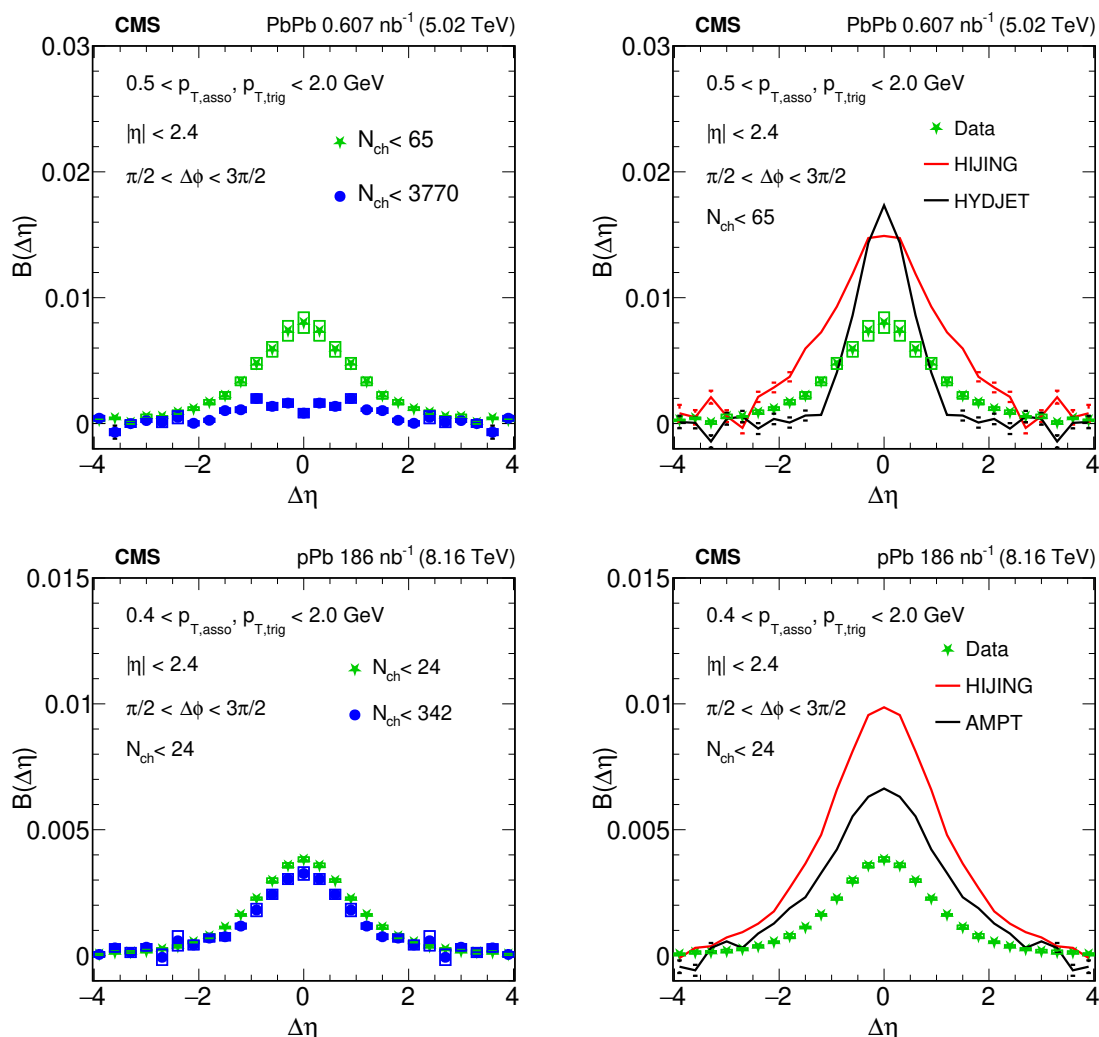 CMS PbPb 0.607 nb⁻¹ (5.02 TeV)
0.03
0.02
0.01
0
B(Δη)
0.5 < p_T,asso, p_T,trig < 2.0 GeV
|η| < 2.4
π/2 < Δϕ < 3π/2
N_ch < 65
N_ch < 3770
−4 −2 0 2 4
Δη
CMS PbPb 0.607 nb⁻¹ (5.02 TeV)
0.03
0.02
0.01
0
B(Δη)
0.5 < p_T,asso, p_T,trig < 2.0 GeV
|η| < 2.4
π/2 < Δϕ < 3π/2
N_ch < 65
Data
HIJING
HYDJET
−4 −2 0 2 4
Δη
CMS pPb 186 nb⁻¹ (8.16 TeV)
0.015
0.01
0.005
0
B(Δη)
0.4 < p_T,asso, p_T,trig < 2.0 GeV
|η| < 2.4
π/2 < Δϕ < 3π/2
N_ch < 24
N_ch < 24
N_ch < 342
−4 −2 0 2 4
Δη
CMS pPb 186 nb⁻¹ (8.16 TeV)
0.015
0.01
0.005
0
B(Δη)
0.4 < p_T,asso, p_T,trig < 2.0 GeV
|η| < 2.4
π/2 < Δϕ < 3π/2
N_ch < 24
Data
HIJING
AMPT
−4 −2 0 2 4
Δη